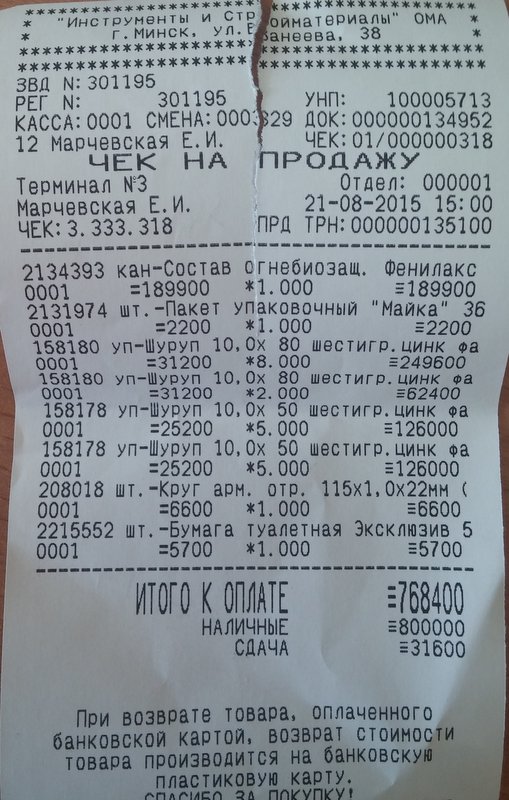 ************************************
"Инструменты и Стройматериалы" ОМА
г.Минск, ул. 38
************************************
************************************
ЗВД N:301195
РЕГ N: 301195 УНП: 100005713
КАССА:0001 СМЕНА: ДОК:000000134952
12 Марчевская Е.И. ЧЕК:01/000000318
ЧЕК НА ПРОДАЖУ
Терминал №3 Отдел: 000001
Марчевская Е.И. 21-08-2015 15:00
ЧЕК:3.333.318 ПРД ТРН:000000135100
2134393 кан-Состав огнебиозащ. Фенилакс
0001 =189900 *1.000 ≡189900
2131974 шт.-Пакет упаковочный "Майка" 36
0001 =2200 *1.000 ≡2200
158180 уп-Шуруп 10,0х 80 шестигр.цинк фа
0001 =31200 *8.000 ≡249600
158180 уп-Шуруп 10,0х 80 шестигр.цинк фа
0001 =31200 *2.000 ≡62400
158178 уп-Шуруп 10,0х 50 шестигр.цинк фа
0001 =25200 *5.000 ≡126000
158178 уп-Шуруп 10,0х 50 шестигр.цинк фа
0001 =25200 *5.000 ≡126000
208018 шт.-Круг арм. отр. 115х1,0х22мм (
0001 =6600 *1.000 ≡6600
2215552 шт.-Бумага туалетная Эксклюзив 5
0001 =5700 *1.000 ≡5700
ИТОГО К ОПЛАТЕ ≡768400
НАЛИЧНЫЕ ≡800000
СДАЧА ≡31600
При возврате товара, оплаченного
банковской картой, возврат стоимости
товара производится на банковскую
пластиковую карту.
СПАСИБО ЗА ПОКУПКУ!